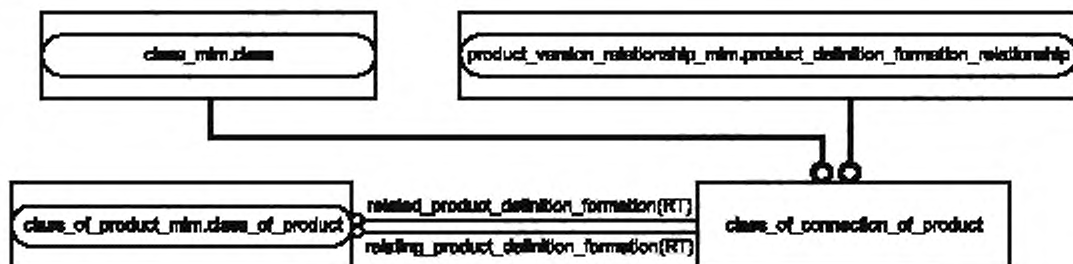 class_mim.class
product_version_relationship_mim.product_definition_formation_relationship
related_product_definition_formation(RT)
class_of_product_mim.class_of_product
class_of_connection_of_product
relating_product_definition_formation(RT)